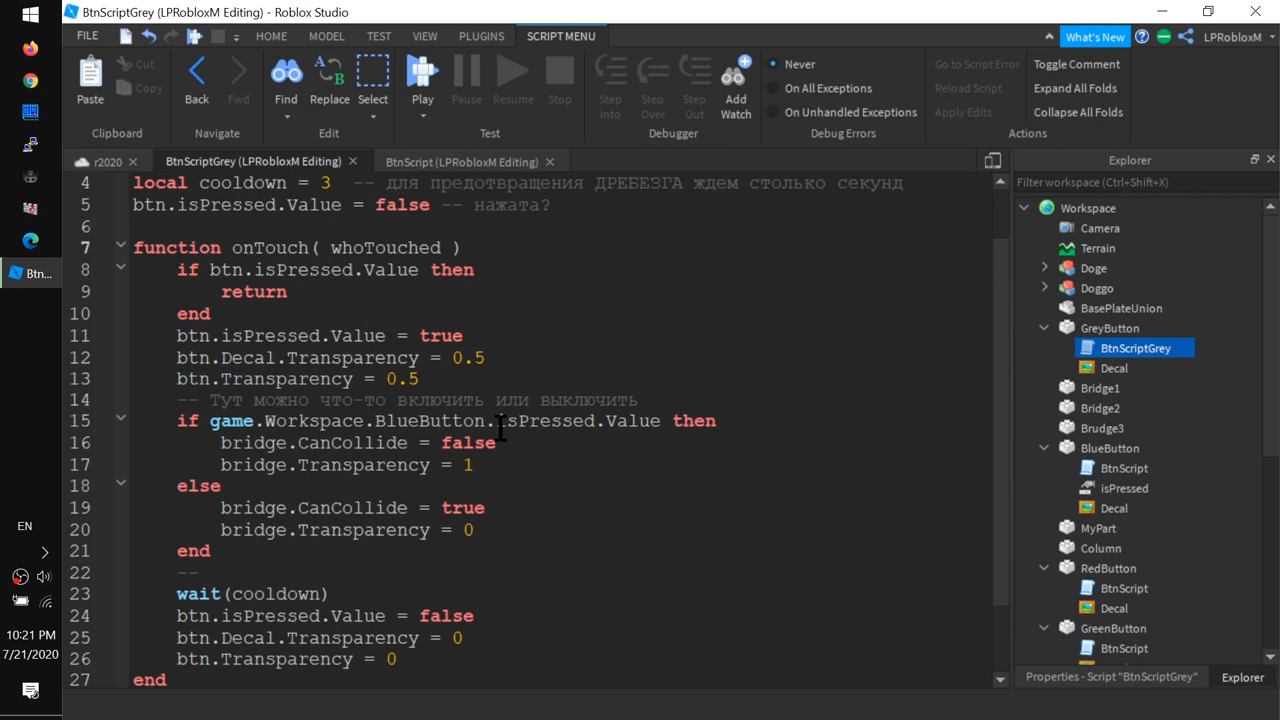 BtnScriptGrey (LPRobloxM Editing) - Roblox Studio
FILE HOME MODEL TEST VIEW PLUGINS SCRIPT MENU What's New LPRobloxM
Paste Cut Copy Back Fwd Find Replace Select Play Pause Resume Stop Step Into Step Over Step Out Add Watch
Never Go to Script Error Toggle Comment
On All Exceptions Reload Script Expand All Folds
On Unhandled Exceptions Apply Edits Collapse All Folds
Clipboard Navigate Edit Test Debugger Debug Errors Actions
r2020 BtnScriptGrey (LPRobloxM Editing) BtnScript (LPRobloxM Editing)
4 local cooldown = 3 -- для предотвращения ДРЕБЕЗГА ждем столько секунд
5 btn.isPressed.Value = false -- нажата?
6
7 function onTouch( whoTouched )
8 if btn.isPressed.Value then
9 return
10 end
11 btn.isPressed.Value = true
12 btn.Decal.Transparency = 0.5
13 btn.Transparency = 0.5
14 -- Тут можно что-то включить или выключить
15 if game.Workspace.BlueButton.isPressed.Value then
16 bridge.CanCollide = false
17 bridge.Transparency = 1
18 else
19 bridge.CanCollide = true
20 bridge.Transparency = 0
21 end
22 --
23 wait(cooldown)
24 btn.isPressed.Value = false
25 btn.Decal.Transparency = 0
26 btn.Transparency = 0
27 end
Explorer
Filter workspace (Ctrl+Shift+X)
Workspace
Camera
Terrain
Doge
Doggo
BasePlateUnion
GreyButton
BtnScriptGrey
Decal
Bridge1
Bridge2
Brudge3
BlueButton
BtnScript
isPressed
Decal
MyPart
Column
RedButton
BtnScript
Decal
GreenButton
BtnScript
Properties - Script "BtnScriptGrey" Explorer
Btn...
EN
10:21 PM
7/21/2020